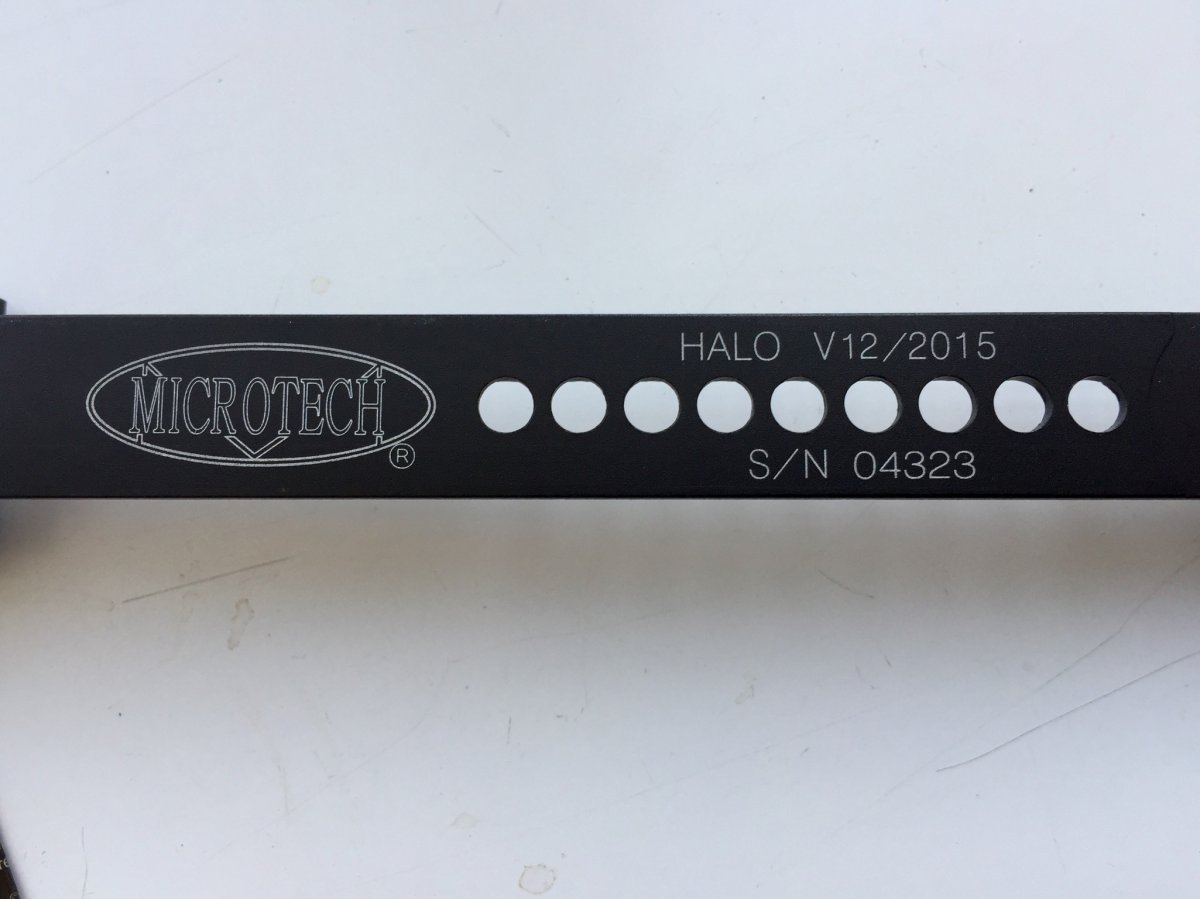 MICROTECH
®
HALO V12/2015
S/N 04323